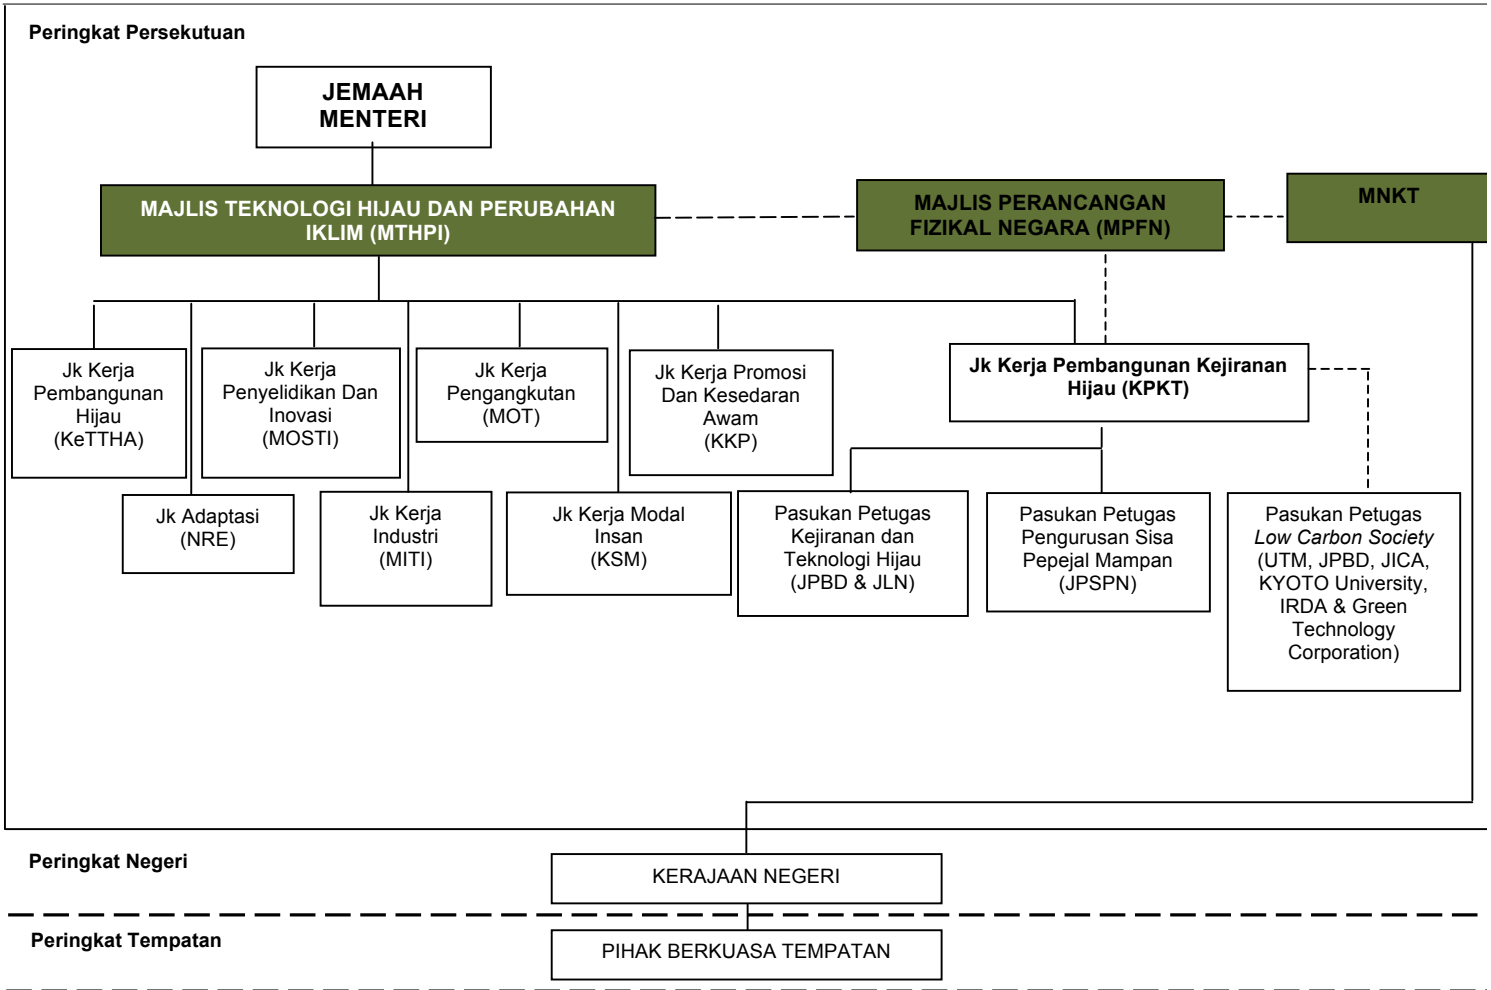 Peringkat Persekutuan
JEMAAH
MENTERI
MAJLIS TEKNOLOGI HIJAU DAN PERUBAHAN
IKLIM (MTHPI)
MAJLIS PERANCANGAN
FIZIKAL NEGARA (MPFN)
MNKT
Jk Kerja
Pembangunan
Hijau
(KeTTHA)
Jk Kerja
Penyelidikan Dan
Inovasi
(MOSTI)
Jk Kerja
Pengangkutan
(MOT)
Jk Kerja Promosi
Dan Kesedaran
Awam
(KKP)
Jk Kerja Pembangunan Kejiranan
Hijau (KPKT)
Jk Adaptasi
(NRE)
Jk Kerja
Industri
(MITI)
Jk Kerja Modal
Insan
(KSM)
Pasukan Petugas
Kejiranan dan
Teknologi Hijau
(JPBD & JLN)
Pasukan Petugas
Pengurusan Sisa
Pepejal Mampan
(JPSPN)
Pasukan Petugas
Low Carbon Society
(UTM, JPBD, JICA,
KYOTO University,
IRDA & Green
Technology
Corporation)
Peringkat Negeri
KERAJAAN NEGERI
Peringkat Tempatan
PIHAK BERKUASA TEMPATAN